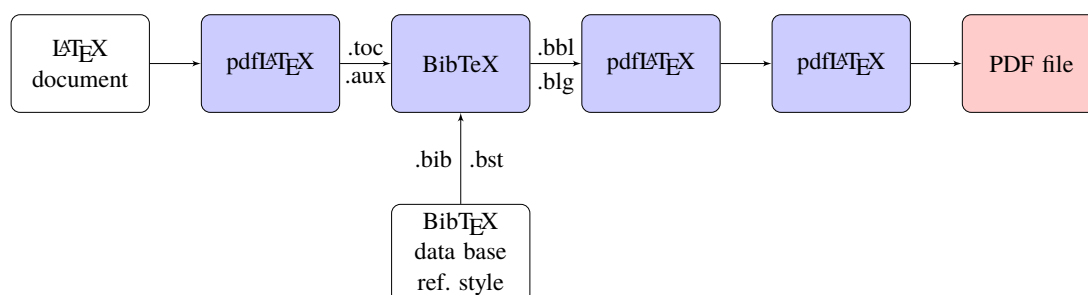 LATEX
document
pdfLATEX
.toc
.aux
BibTeX
.bbl
.blg
pdfLATEX
pdfLATEX
PDF file
.bib
.bst
BibTEX
data base
ref. style